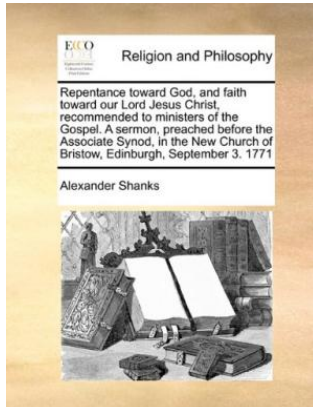 ECCO
Religion and Philosophy
Repentance toward God, and faith
toward our Lord Jesus Christ,
recommended to ministers of the
Gospel. A sermon, preached before the
Associate Synod, in the New Church of
Bristow, Edinburgh, September 3. 1771
Alexander Shanks